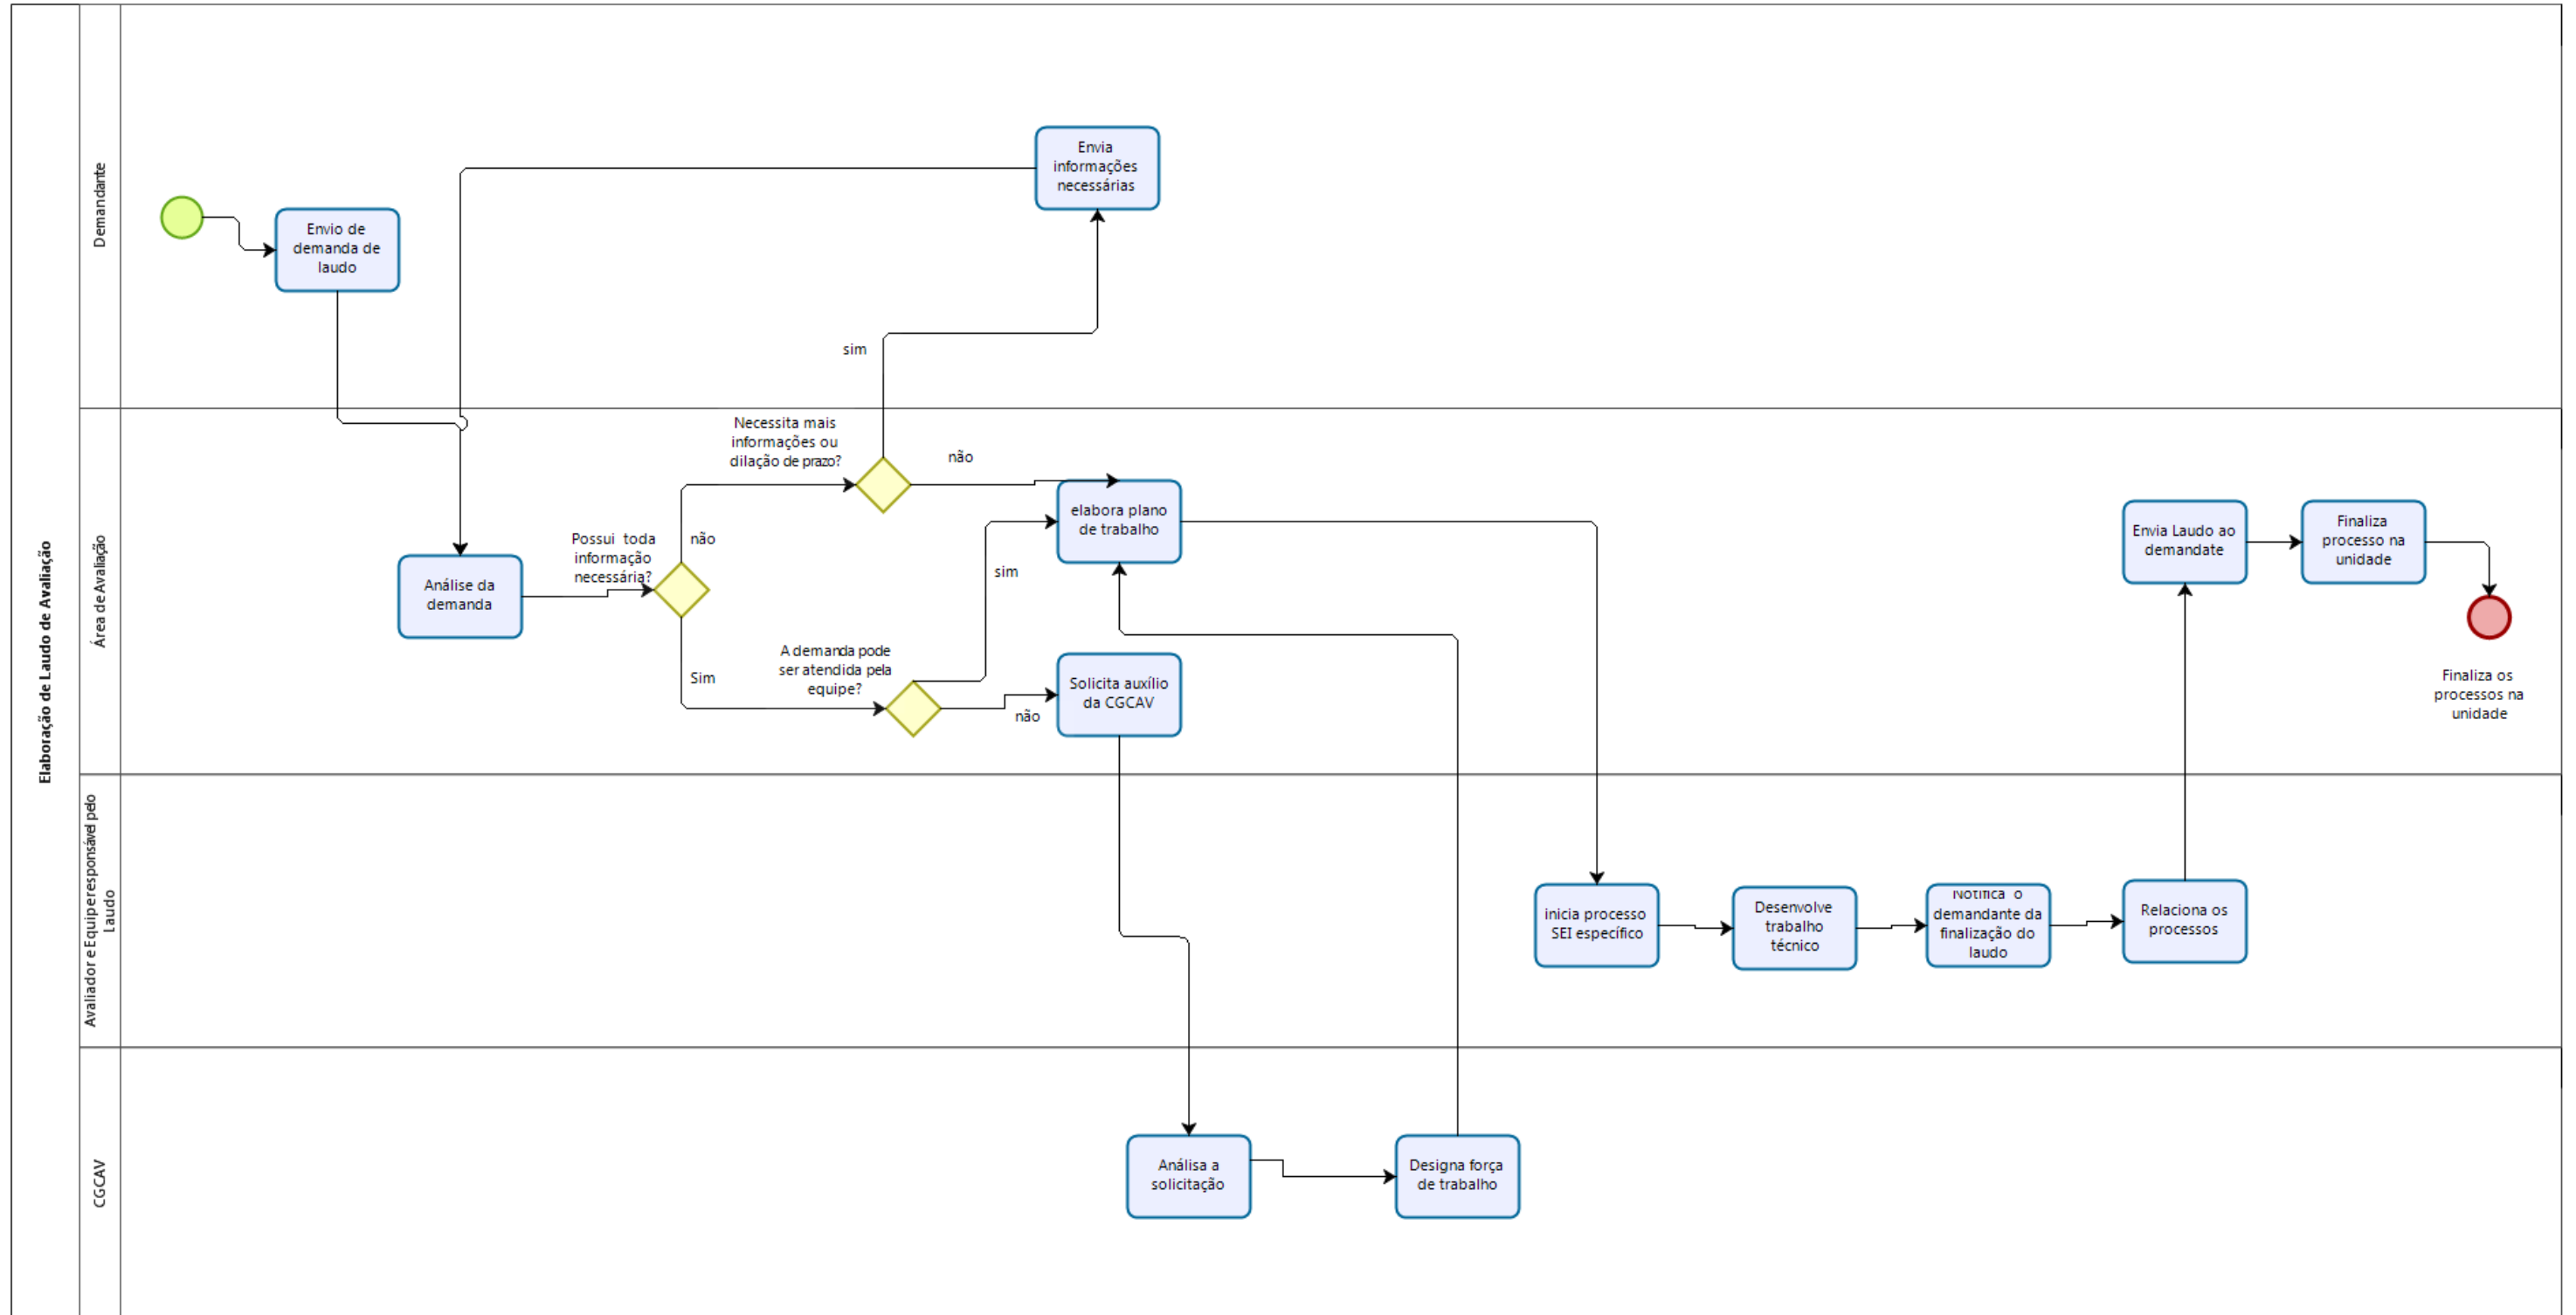 Elaboração de Laudo de Avaliação
Demandante
Envio de
demanda de
laudo
Envia
informações
necessárias
sim
Área de Avaliação
Análise da
demanda
Possui toda
informação
necessária?
não
Sim
Necessita mais
informações ou
dilação de prazo?
não
elabora plano
de trabalho
sim
A demanda pode
ser atendida pela
equipe?
não
Solicita auxílio
da CGCAV
Envia Laudo ao
demandate
Finaliza
processo na
unidade
Finaliza os
processos na
unidade
Avaliador e Equipe responsável pelo
Laudo
inicia processo
SEI específico
Desenvolve
trabalho
técnico
Notifica o
demandante da
finalização do
laudo
Relaciona os
processos
CGCAV
Análisa a
solicitação
Designa força
de trabalho